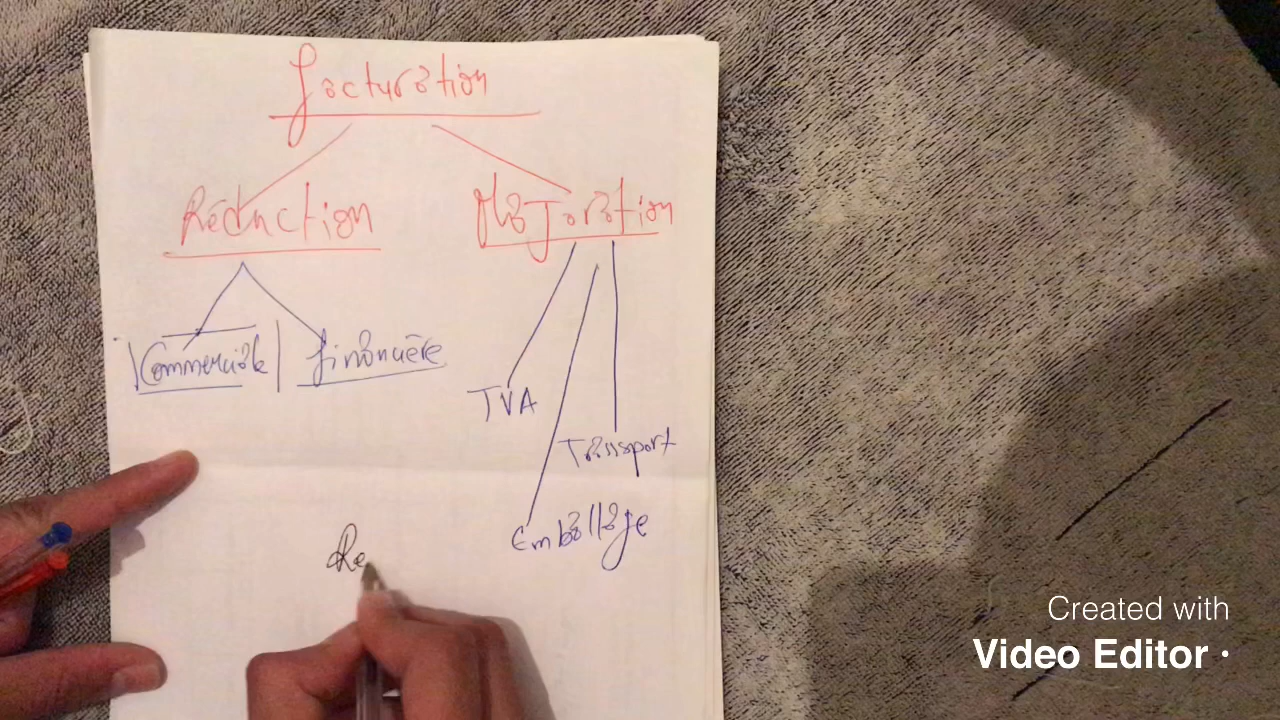 facturation
Réduction Majoration
Commerciale financière
TVA
Transport
Emballage
Re
Created with
Video Editor